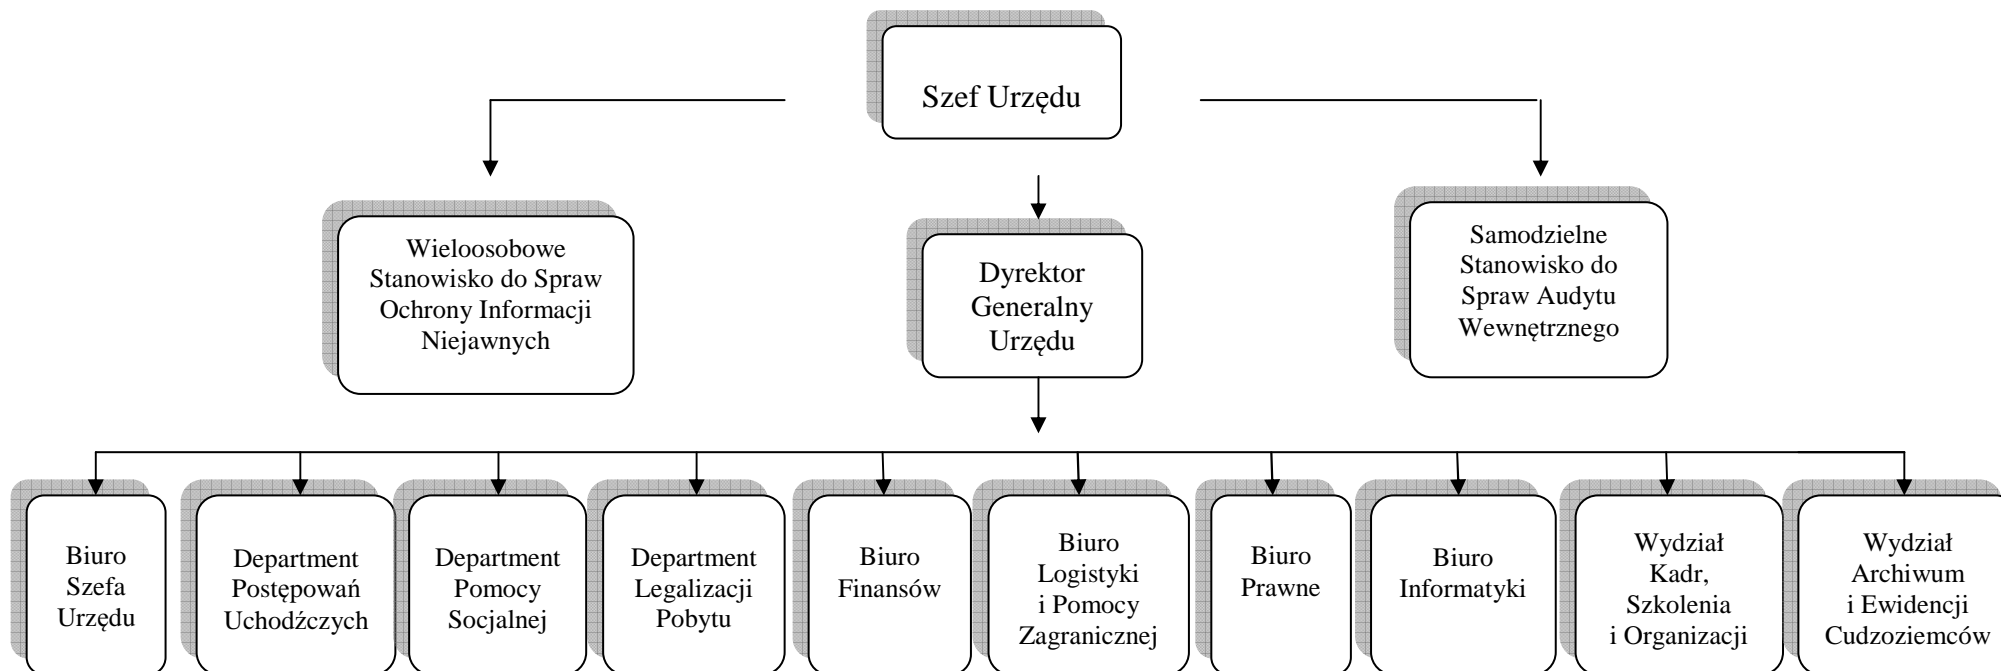 Szef Urzędu
Wieloosobowe
Stanowisko do Spraw
Ochrony Informacji
Niejawnych
Dyrektor
Generalny
Urzędu
Samodzielne
Stanowisko do
Spraw Audytu
Wewnętrznego
Biuro
Szefa
Urzędu
Department
Postępowań
Uchodźczych
Department
Pomocy
Socjalnej
Department
Legalizacji
Pobytu
Biuro
Finansów
Biuro
Logistyki
i Pomocy
Zagranicznej
Biuro
Prawne
Biuro
Informatyki
Wydział
Kadr,
Szkolenia
i Organizacji
Wydział
Archiwum
i Ewidencji
Cudzoziemców